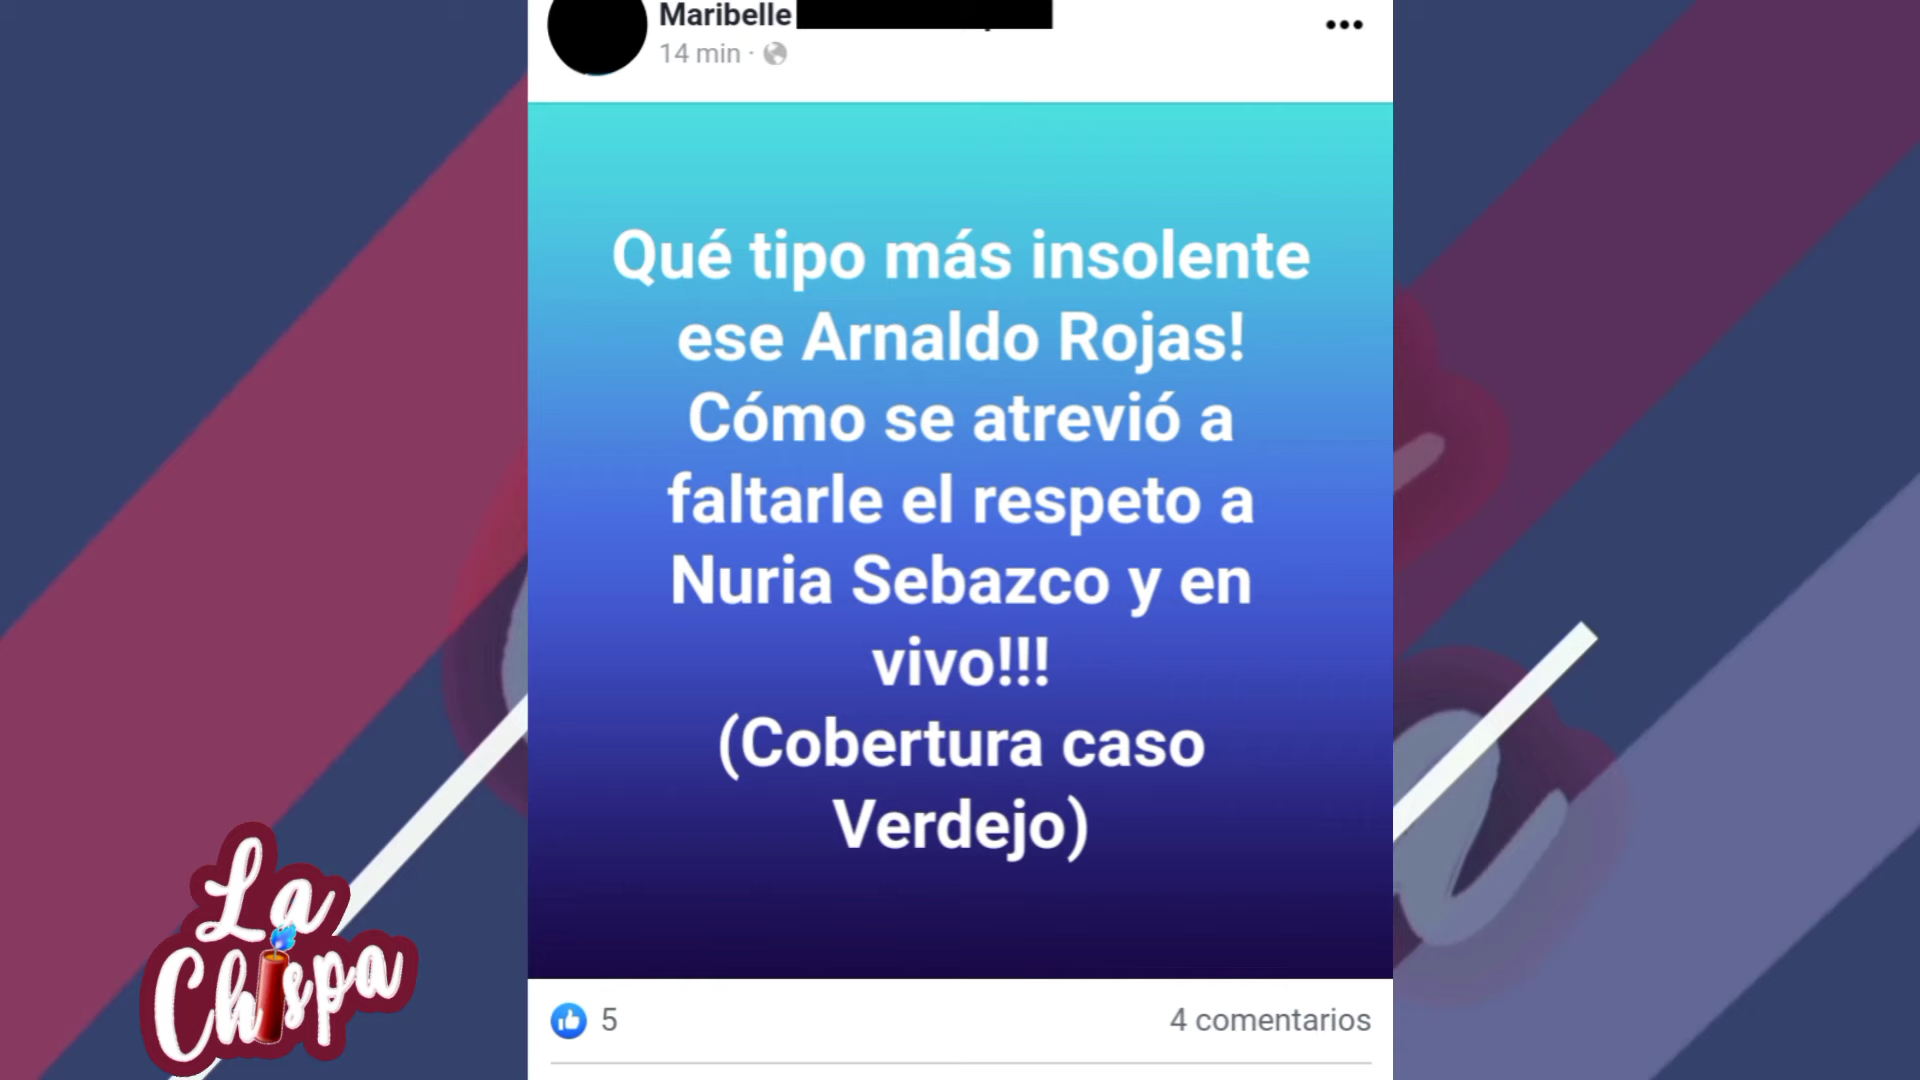 Maribelle
14 min ·
Qué tipo más insolente
ese Arnaldo Rojas!
Cómo se atrevió a
faltarle el respeto a
Nuria Sebazco y en
vivo!!!
(Cobertura caso
Verdejo)
5
4 comentarios
La
Chispa